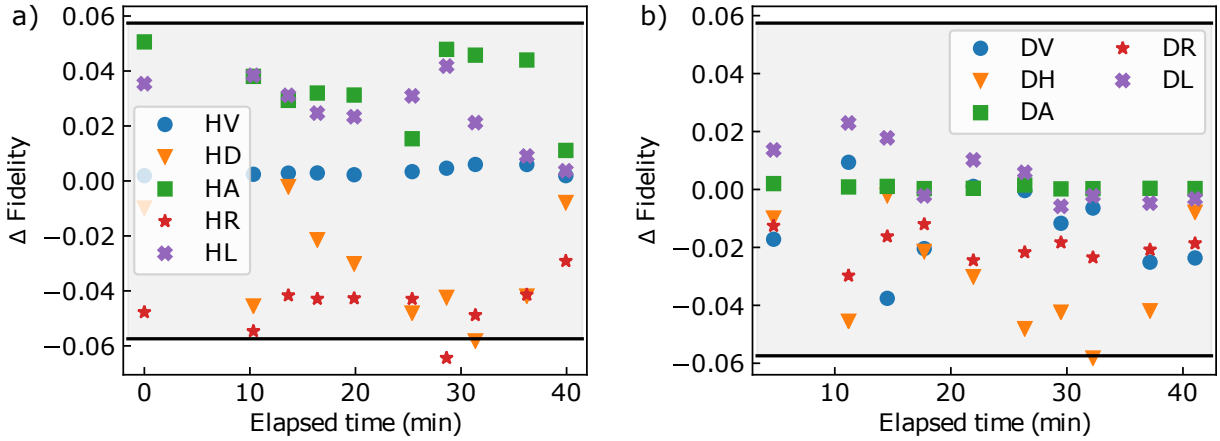 a)
0.06
0.04
0.02
0.00
−0.02
−0.04
−0.06
Δ Fidelity
HV
HD
HA
HR
HL
0
10
20
30
40
Elapsed time (min)
b)
0.06
0.04
0.02
0.00
−0.02
−0.04
−0.06
Δ Fidelity
DV
DH
DA
DR
DL
10
20
30
40
Elapsed time (min)